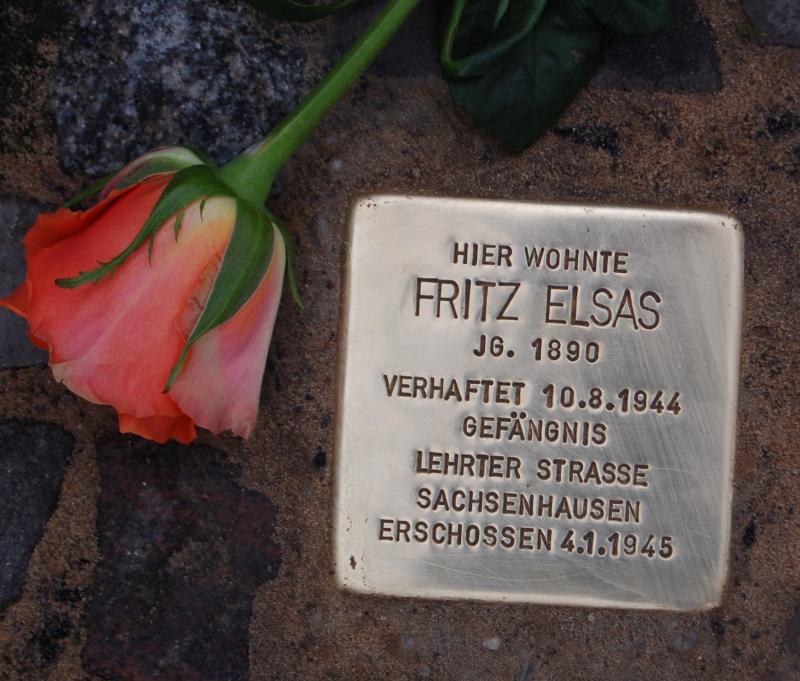 HIER WOHNTE
FRITZ ELSAS
JG. 1890
VERHAFTET 10.8.1944
GEFÄNGNIS
LEHRTER STRASSE
SACHSENHAUSEN
ERSCHOSSEN 4.1.1945